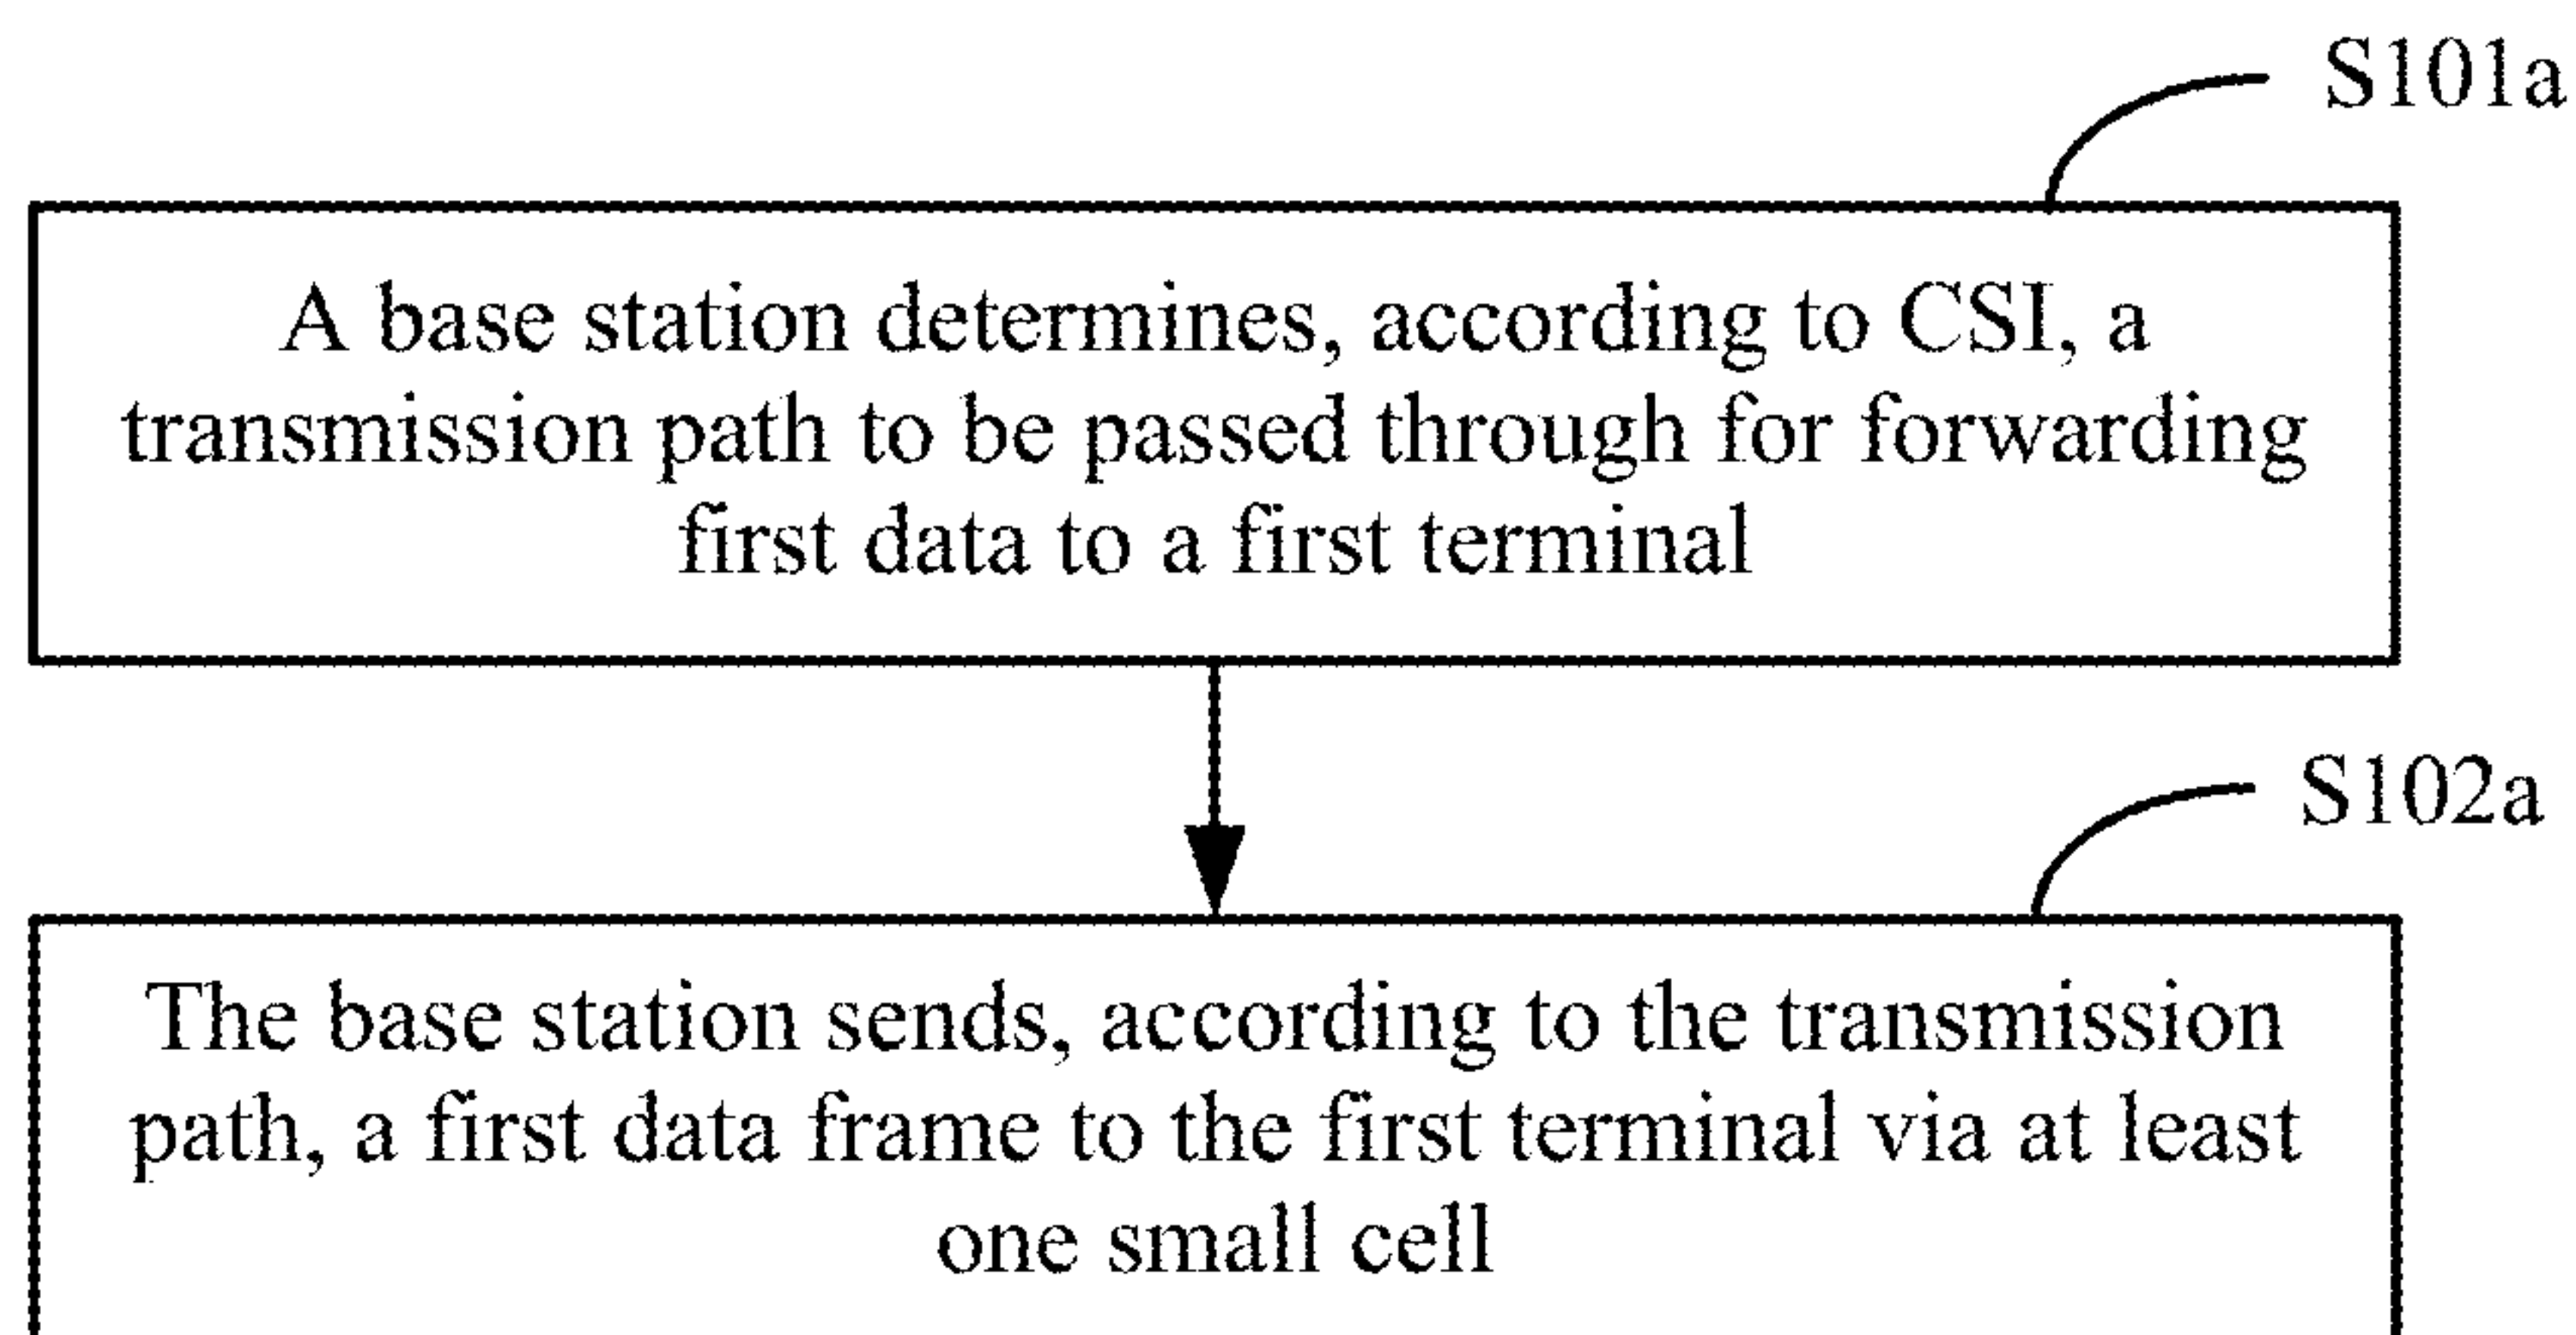 S101a
A base station determines, according to CSI, a
transmission path to be passed through for forwarding
first data to a first terminal
S102a
The base station sends, according to the transmission
path, a first data frame to the first terminal via at least
one small cell